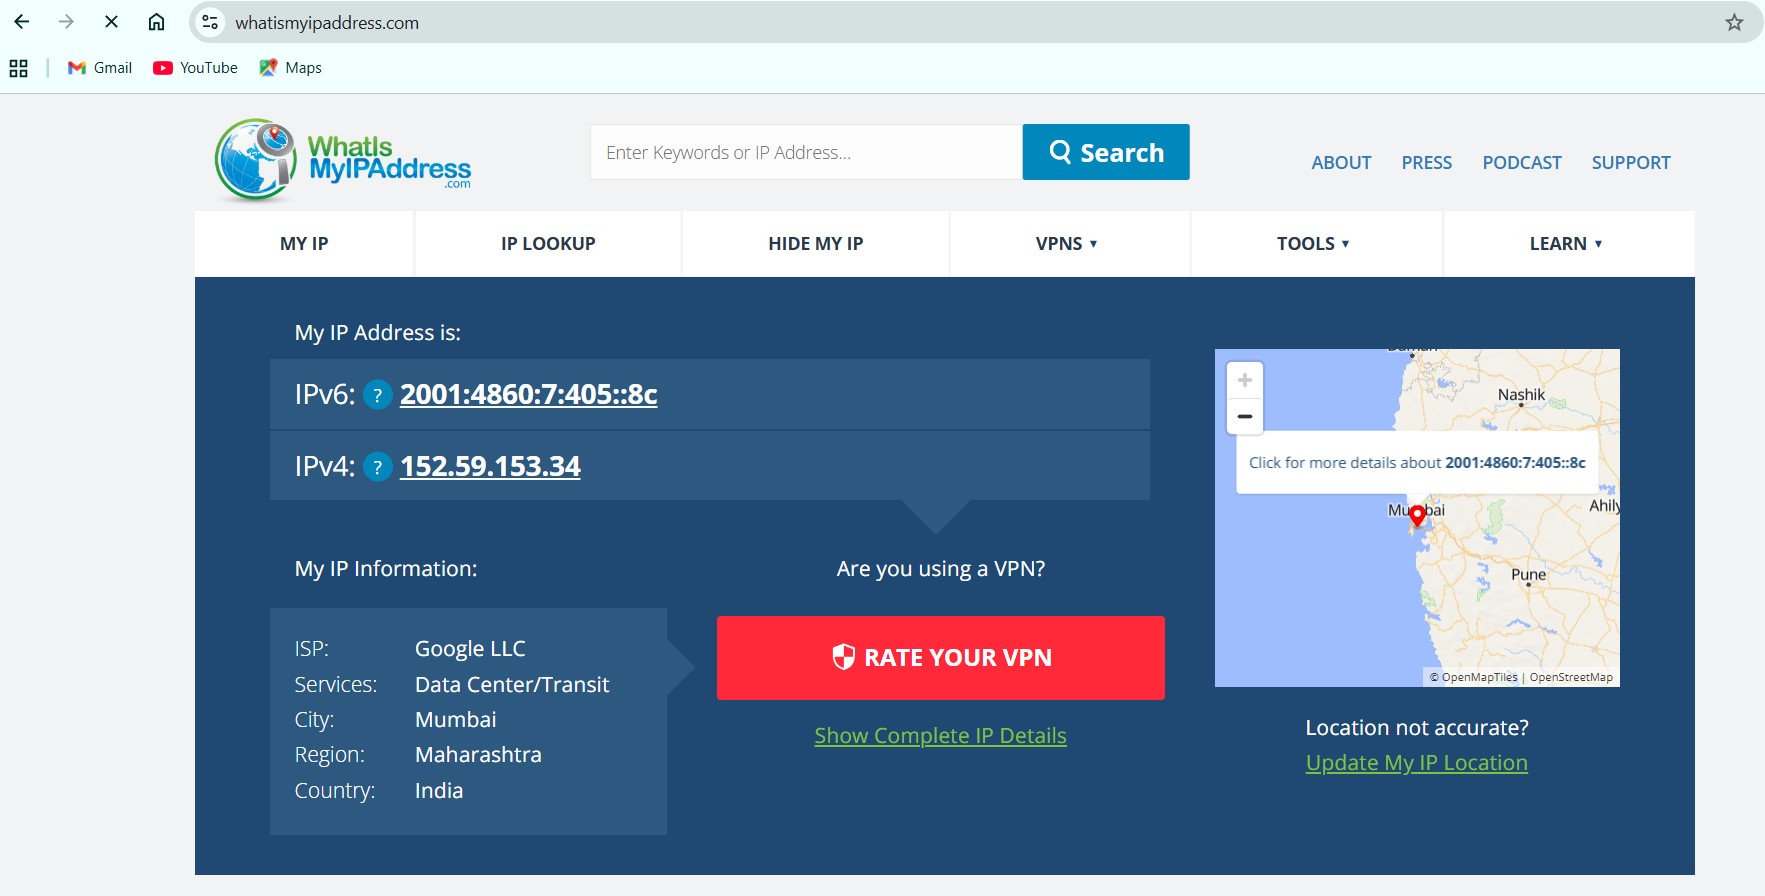 whatismyipaddress.com
Gmail YouTube Maps
WhatIs
MyIPAddress
.com
Enter Keywords or IP Address...
Search
ABOUT PRESS PODCAST SUPPORT
MY IP IP LOOKUP HIDE MY IP VPNS ▾ TOOLS ▾ LEARN ▾
My IP Address is:
IPv6: ? 2001:4860:7:405::8c
IPv4: ? 152.59.153.34
My IP Information:
ISP: Google LLC
Services: Data Center/Transit
City: Mumbai
Region: Maharashtra
Country: India
Are you using a VPN?
RATE YOUR VPN
Show Complete IP Details
+
−
Nashik
Click for more details about 2001:4860:7:405::8c
Pune
© OpenMapTiles | OpenStreetMap
Location not accurate?
Update My IP Location